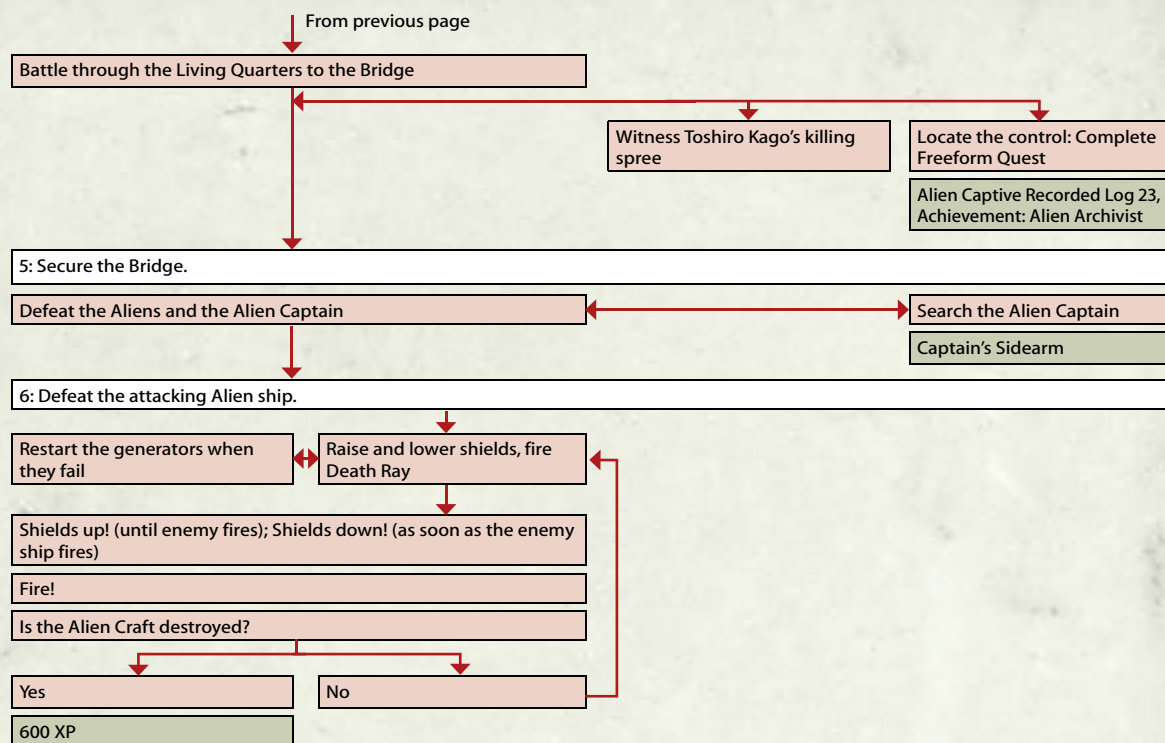 From previous page
Battle through the Living Quarters to the Bridge
Witness Toshiro Kago’s killing
spree
Locate the control: Complete
Freeform Quest
Alien Captive Recorded Log 23,
Achievement: Alien Archivist
5: Secure the Bridge.
Defeat the Aliens and the Alien Captain
Search the Alien Captain
Captain’s Sidearm
6: Defeat the attacking Alien ship.
Restart the generators when
they fail
Raise and lower shields, fire
Death Ray
Shields up! (until enemy fires); Shields down! (as soon as the enemy
ship fires)
Fire!
Is the Alien Craft destroyed?
Yes
No
600 XP